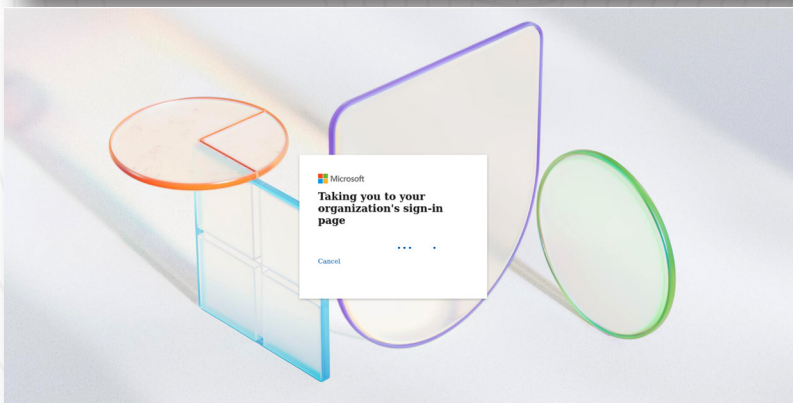 Microsoft
Taking you to your
organization's sign-in
page
Cancel